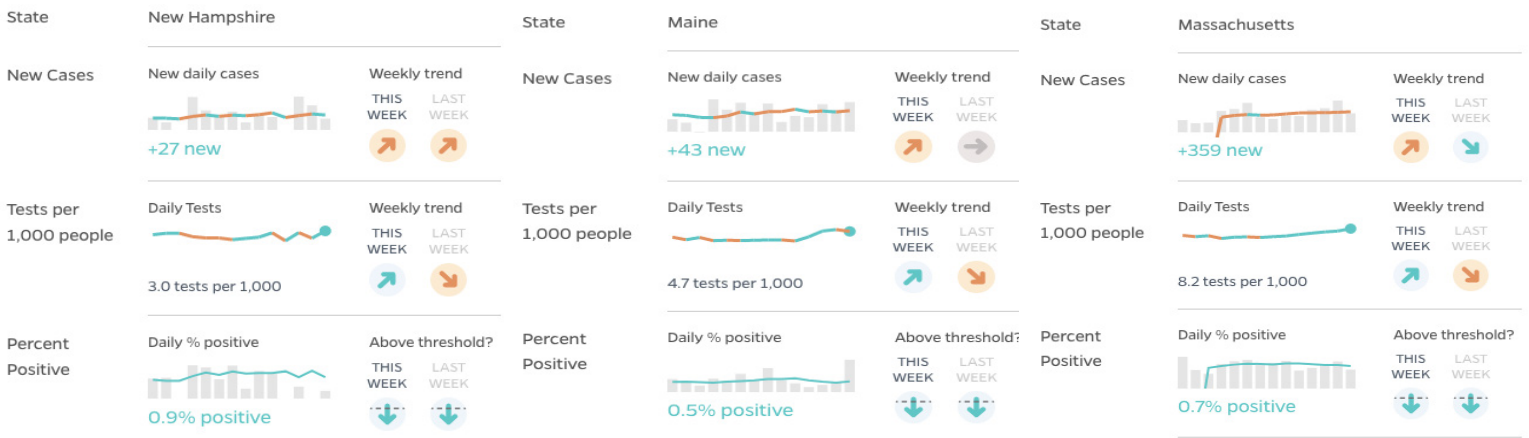 State
New Hampshire
New Cases
New daily cases
Weekly trend
THIS WEEK
LAST WEEK
+27 new
Tests per
1,000 people
Daily Tests
Weekly trend
THIS WEEK
LAST WEEK
3.0 tests per 1,000
Percent
Positive
Daily % positive
Above threshold?
THIS WEEK
LAST WEEK
0.9% positive
State
Maine
New Cases
New daily cases
Weekly trend
THIS WEEK
LAST WEEK
+43 new
Tests per
1,000 people
Daily Tests
Weekly trend
THIS WEEK
LAST WEEK
4.7 tests per 1,000
Percent
Positive
Daily % positive
Above threshold?
THIS WEEK
LAST WEEK
0.5% positive
State
Massachusetts
New Cases
New daily cases
Weekly trend
THIS WEEK
LAST WEEK
+359 new
Tests per
1,000 people
Daily Tests
Weekly trend
THIS WEEK
LAST WEEK
8.2 tests per 1,000
Percent
Positive
Daily % positive
Above threshold?
THIS WEEK
LAST WEEK
0.7% positive